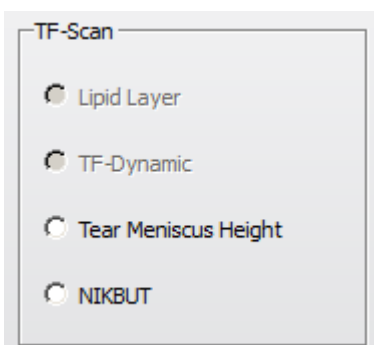 TF-Scan
Lipid Layer
TF-Dynamic
Tear Meniscus Height
NIKBUT